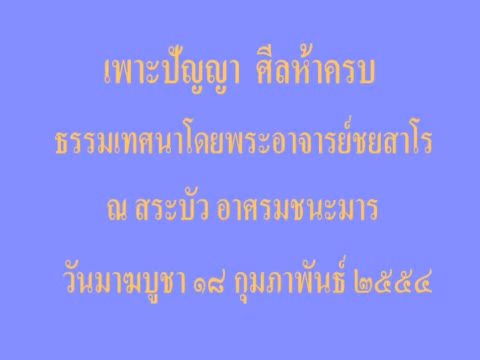 เพาะปัญญา ศีลห้าครบ
ธรรมเทศนาโดยพระอาจารย์ชยสาโร
ณ สระบัว อาศรมชนะมาร
วันมาฆบูชา ๑๘ กุมภาพันธ์ ๒๕๕๔